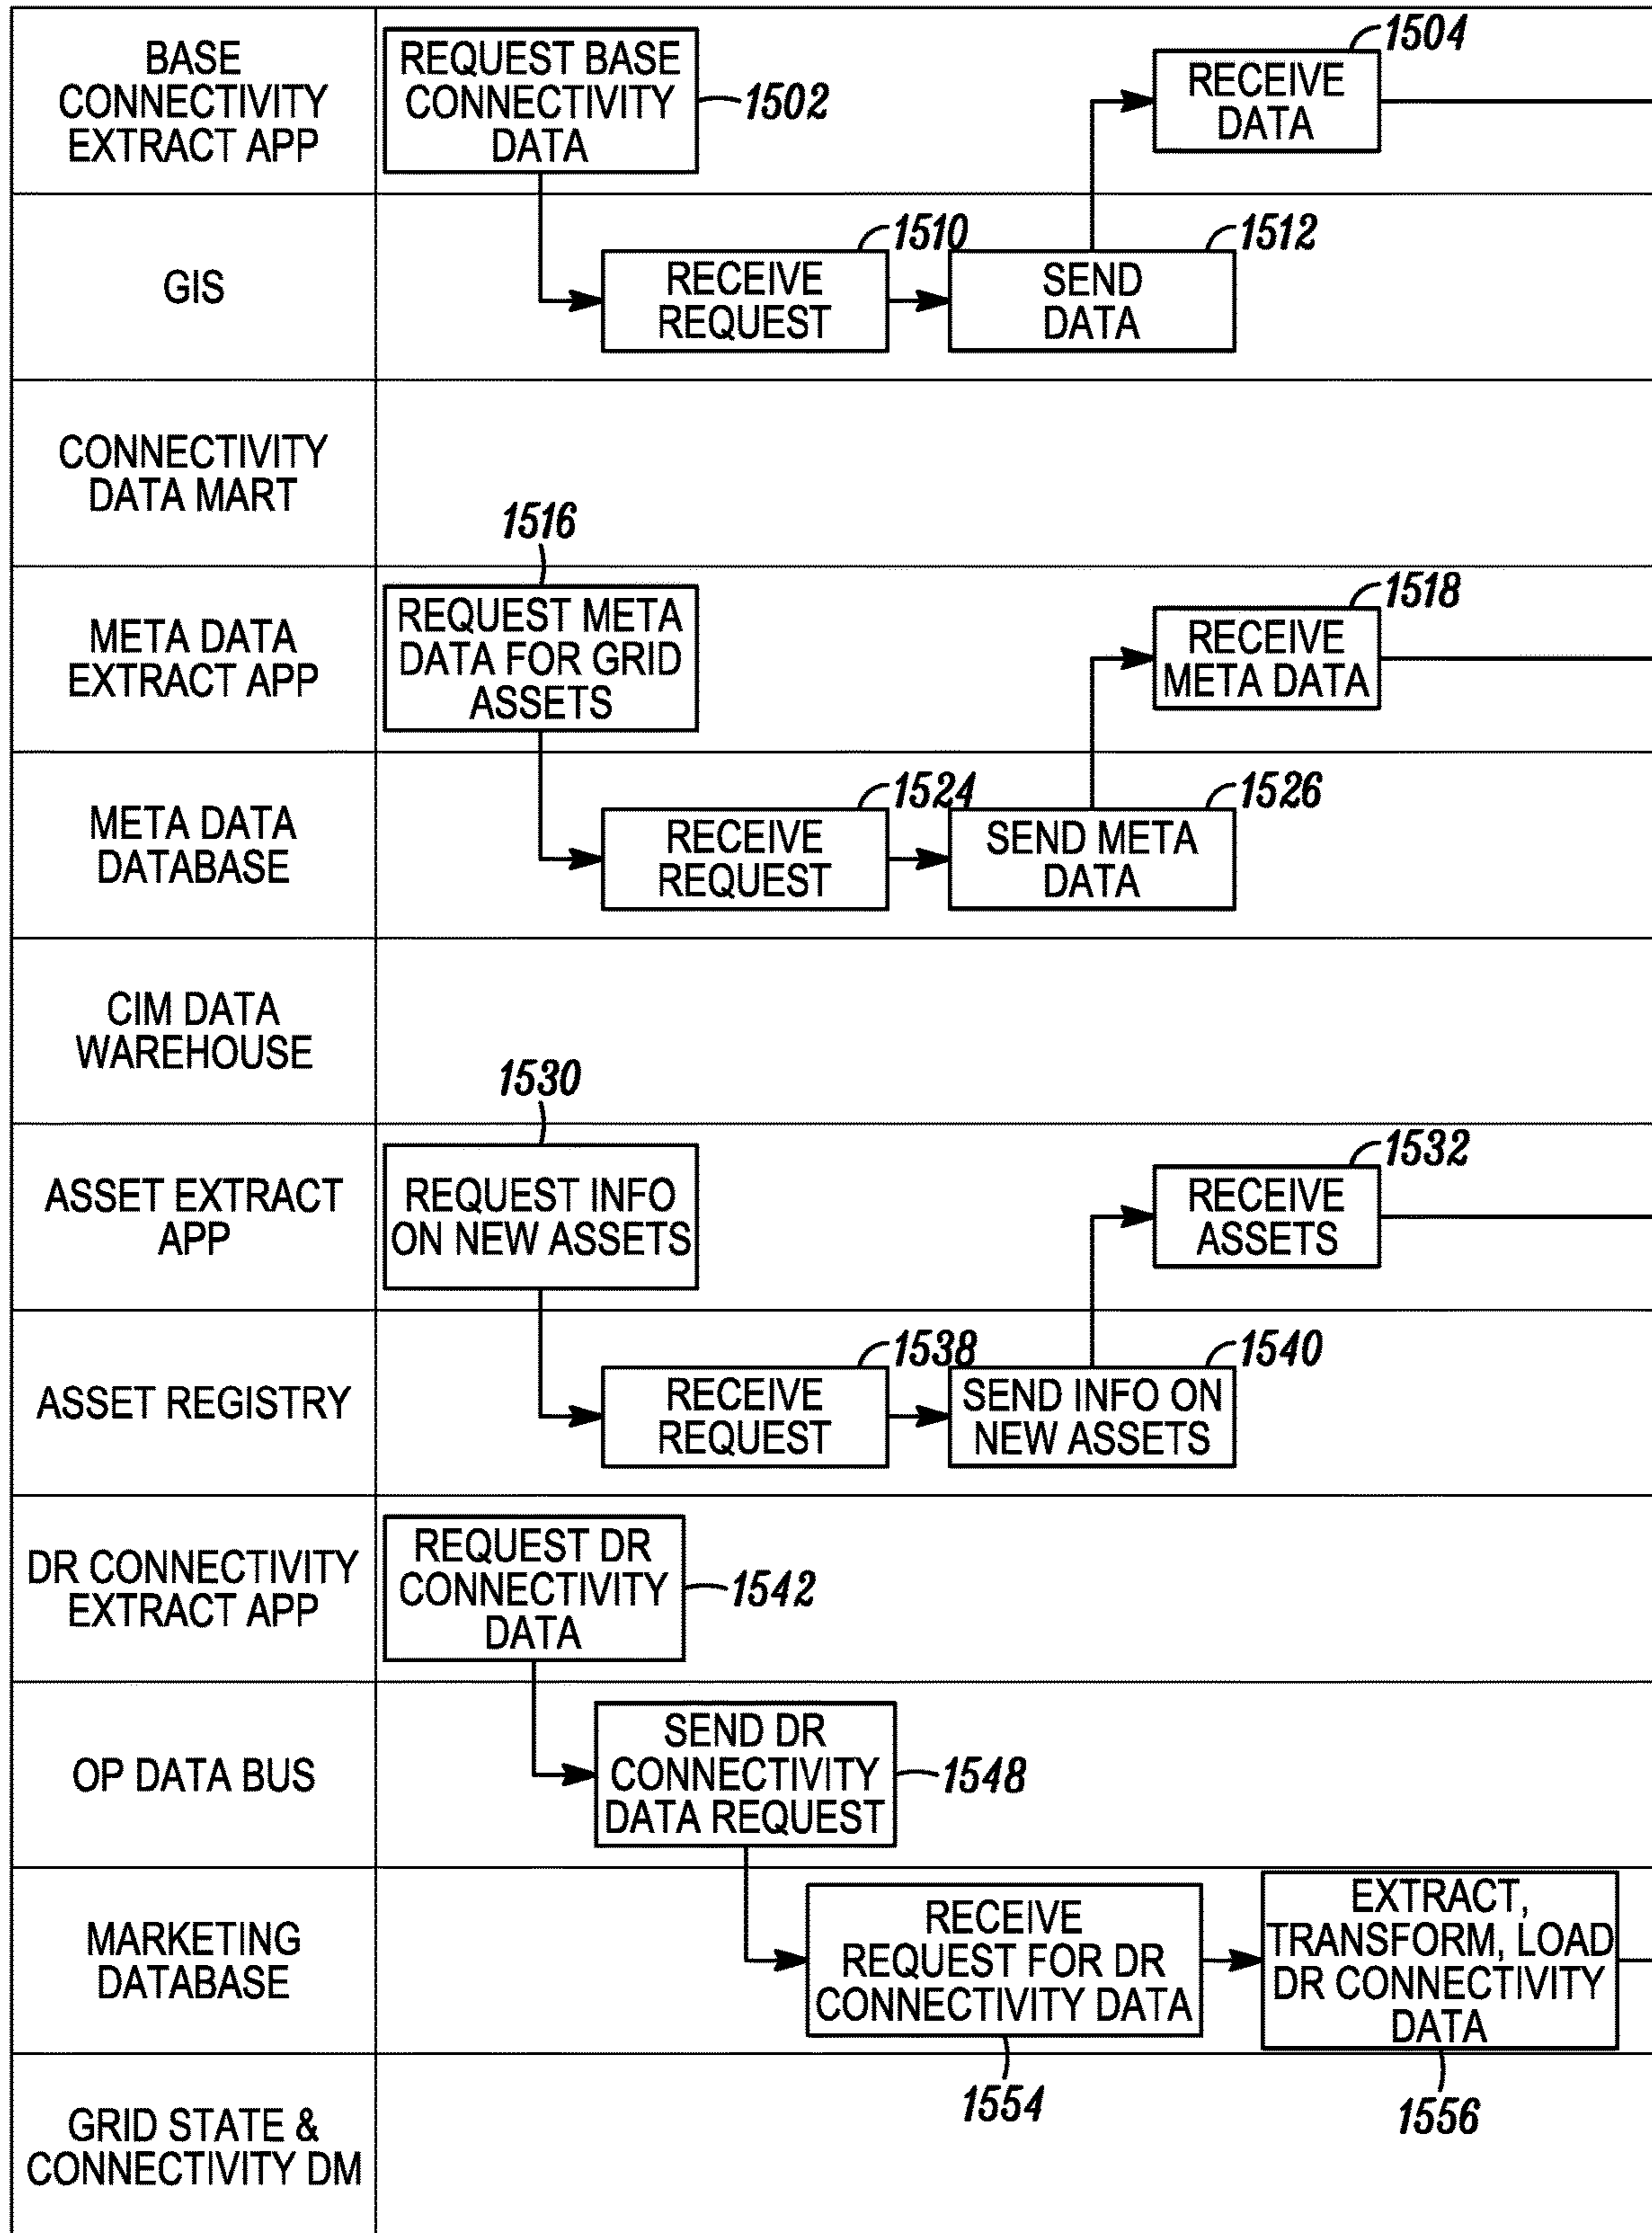 BASE
CONNECTIVITY
EXTRACT APP
REQUEST BASE
CONNECTIVITY
DATA
1502
RECEIVE
DATA
1504
GIS
RECEIVE
REQUEST
1510
SEND
DATA
1512
CONNECTIVITY
DATA MART
META DATA
EXTRACT APP
1516
REQUEST META
DATA FOR GRID
ASSETS
RECEIVE
META DATA
1518
META DATA
DATABASE
RECEIVE
REQUEST
1524
SEND META
DATA
1526
CIM DATA
WAREHOUSE
ASSET EXTRACT
APP
1530
REQUEST INFO
ON NEW ASSETS
RECEIVE
ASSETS
1532
ASSET REGISTRY
RECEIVE
REQUEST
1538
SEND INFO ON
NEW ASSETS
1540
DR CONNECTIVITY
EXTRACT APP
REQUEST DR
CONNECTIVITY
DATA
1542
OP DATA BUS
SEND DR
CONNECTIVITY
DATA REQUEST
1548
MARKETING
DATABASE
RECEIVE
REQUEST FOR DR
CONNECTIVITY DATA
1554
EXTRACT,
TRANSFORM, LOAD
DR CONNECTIVITY
DATA
1556
GRID STATE &
CONNECTIVITY DM